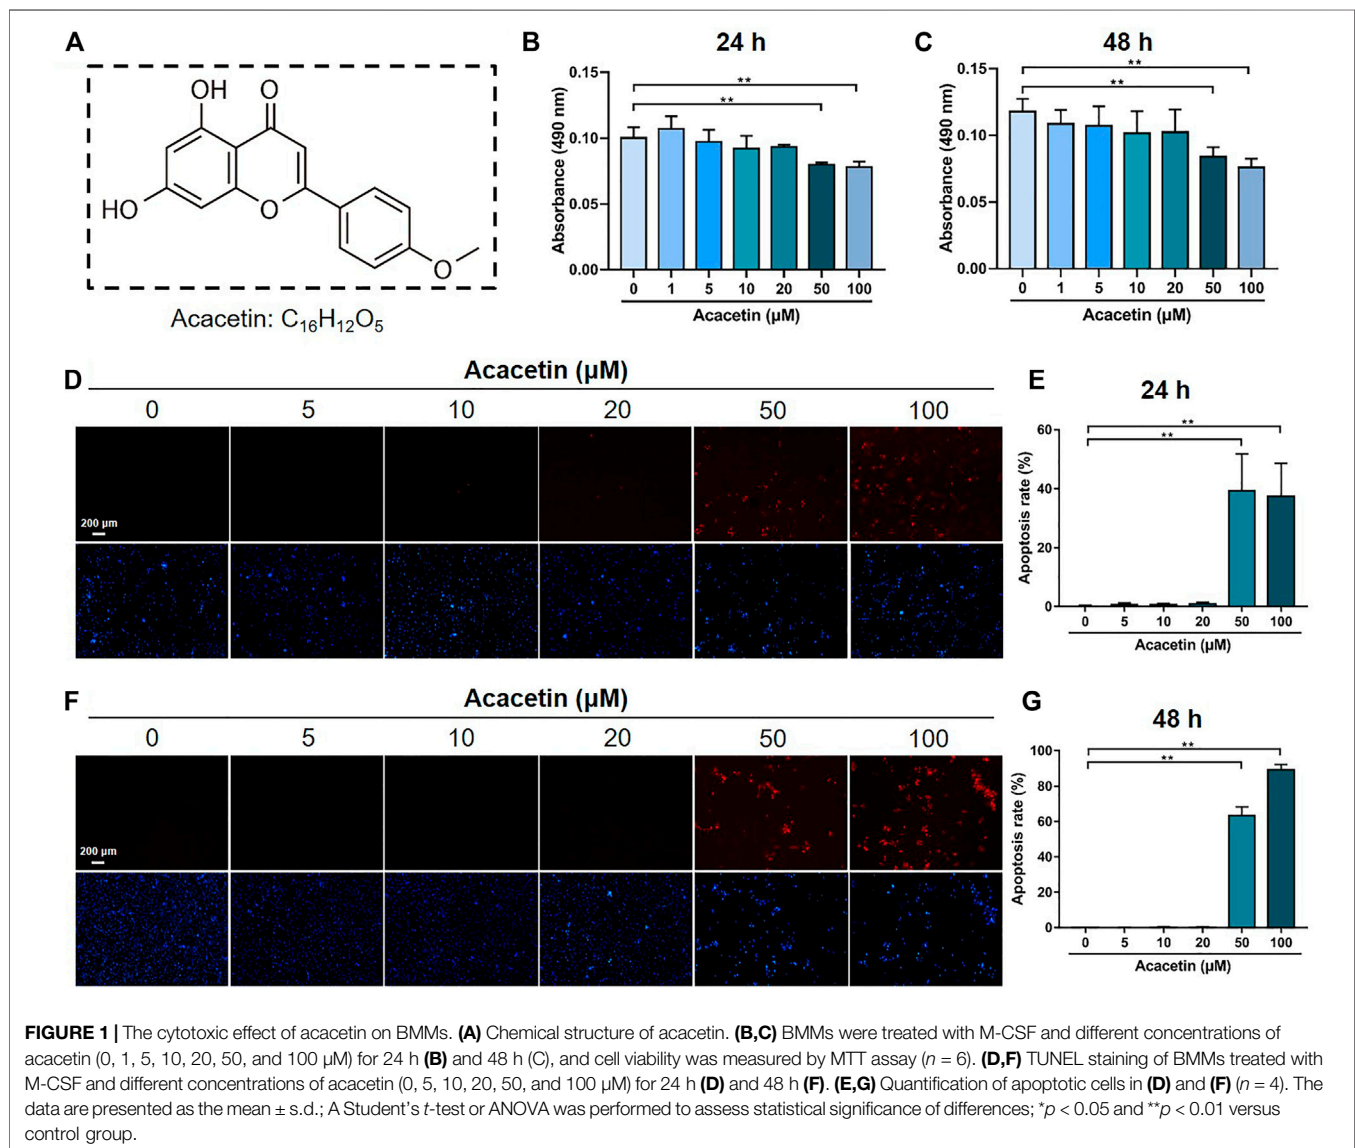 A
OH
O
HO
O
O
Acacetin: C₁₆H₁₂O₅
B
24 h
Absorbance (490 nm)
0.15
0.10
0.05
0.00
**
**
0 1 5 10 20 50 100
Acacetin (μM)
C
48 h
Absorbance (490 nm)
0.15
0.10
0.05
0.00
**
**
0 1 5 10 20 50 100
Acacetin (μM)
D
Acacetin (μM)
0 5 10 20 50 100
200 μm
E
24 h
Apoptosis rate (%)
60
40
20
0
**
**
0 5 10 20 50 100
Acacetin (μM)
F
Acacetin (μM)
0 5 10 20 50 100
200 μm
G
48 h
Apoptosis rate (%)
100
80
60
40
20
0
**
**
0 5 10 20 50 100
Acacetin (μM)
FIGURE 1 | The cytotoxic effect of acacetin on BMMs. (A) Chemical structure of acacetin. (B,C) BMMs were treated with M-CSF and different concentrations of
acacetin (0, 1, 5, 10, 20, 50, and 100 μM) for 24 h (B) and 48 h (C), and cell viability was measured by MTT assay (n = 6). (D,F) TUNEL staining of BMMs treated with
M-CSF and different concentrations of acacetin (0, 5, 10, 20, 50, and 100 μM) for 24 h (D) and 48 h (F). (E,G) Quantification of apoptotic cells in (D) and (F) (n = 4). The
data are presented as the mean ± s.d.; A Student's t-test or ANOVA was performed to assess statistical significance of differences; *p < 0.05 and **p < 0.01 versus
control group.